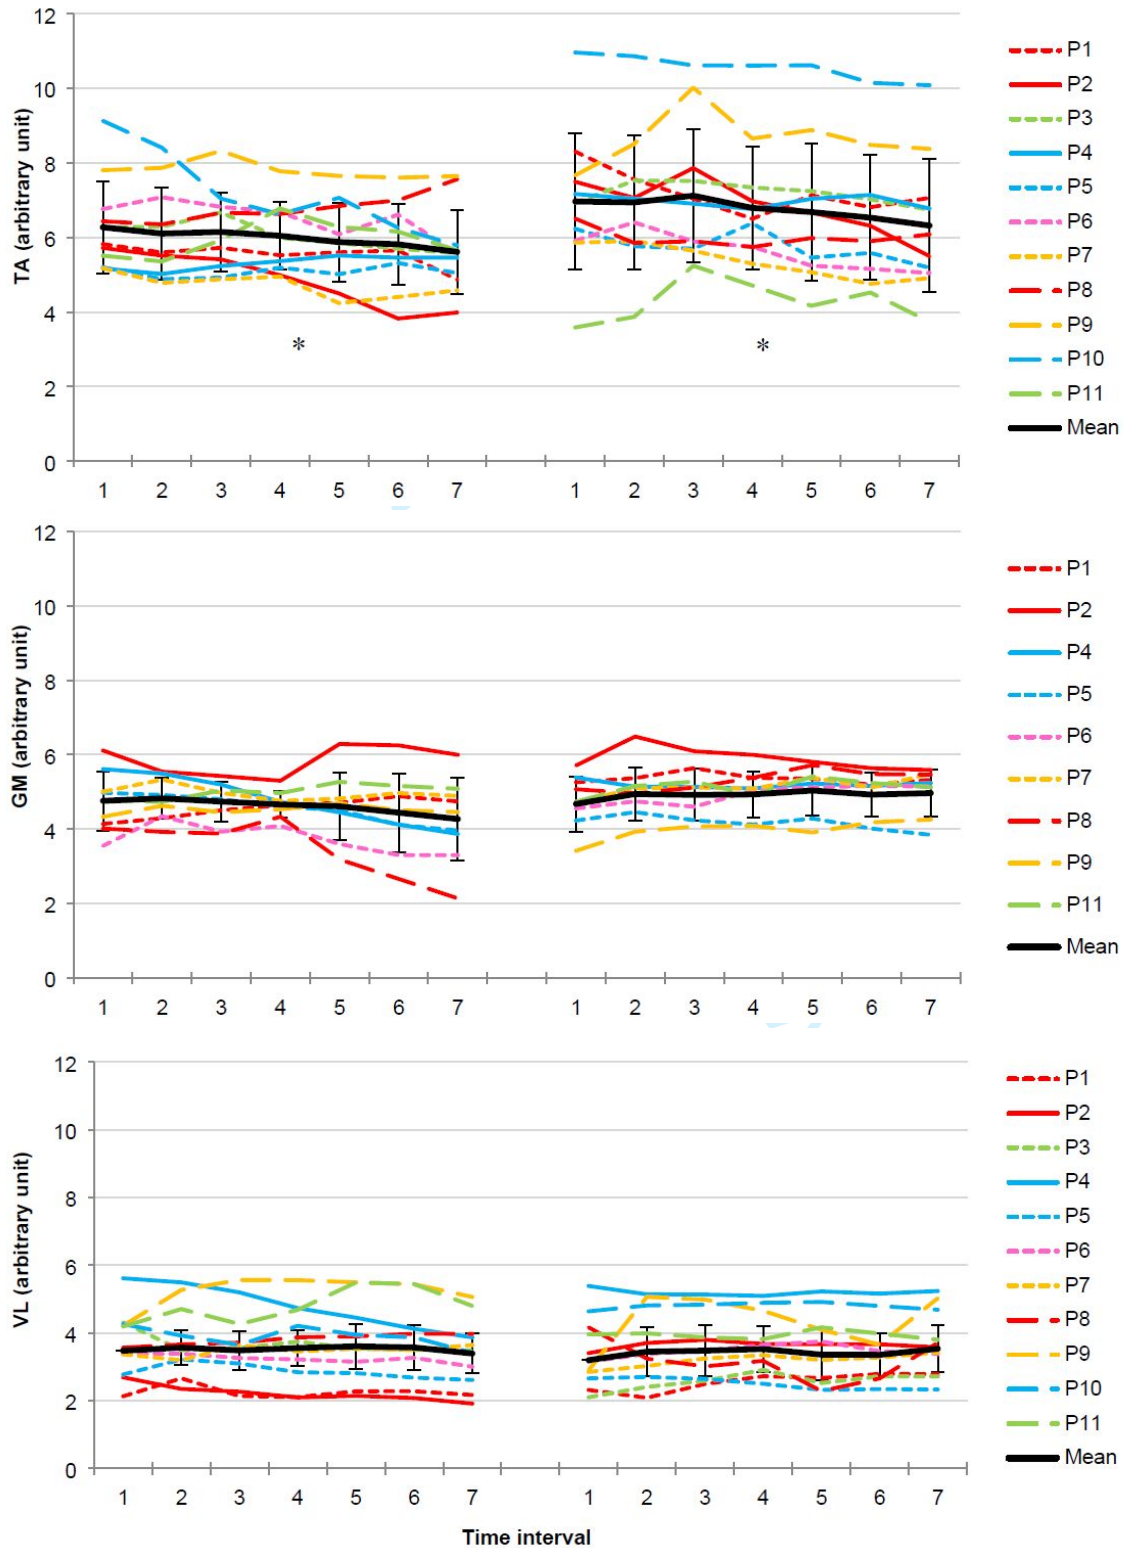 12
10
8
6
4
2
0
TA (arbitrary unit)
* *
1 2 3 4 5 6 7 1 2 3 4 5 6 7
P1
P2
P3
P4
P5
P6
P7
P8
P9
P10
P11
Mean
12
10
8
6
4
2
0
GM (arbitrary unit)
1 2 3 4 5 6 7 1 2 3 4 5 6 7
P1
P2
P4
P5
P6
P7
P8
P9
P11
Mean
12
10
8
6
4
2
0
VL (arbitrary unit)
1 2 3 4 5 6 7 1 2 3 4 5 6 7
P1
P2
P3
P4
P5
P6
P7
P8
P9
P10
P11
Mean
Time interval